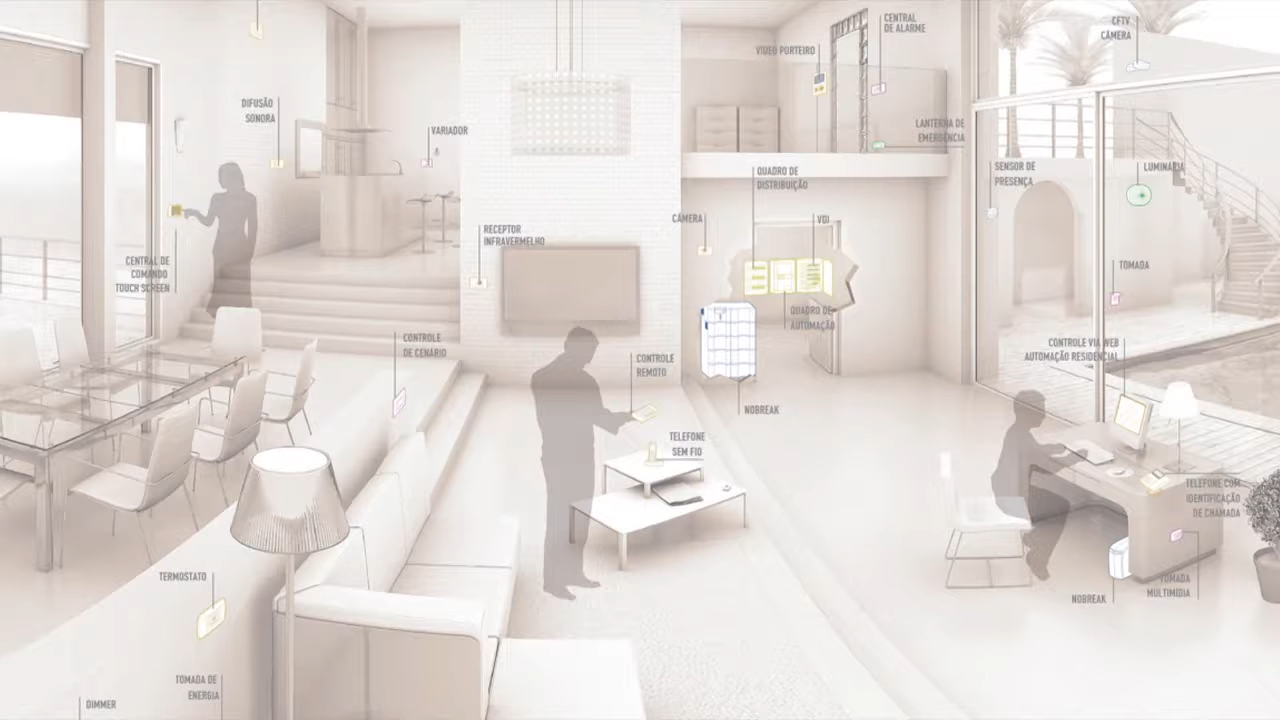 CENTRAL
DE ALARME
CFTV
CÂMERA
VÍDEO PORTEIRO
DIFUSÃO
SONORA
VARIADOR
LANTERNA DE
EMERGÊNCIA
QUADRO DE
DISTRIBUIÇÃO
SENSOR DE
PRESENÇA
LUMINÁRIA
CÂMERA
VDI
RECEPTOR
INFRAVERMELHO
CENTRAL DE
COMANDO
TOUCH SCREEN
TOMADA
QUADRO DE
AUTOMAÇÃO
CONTROLE
DE CENÁRIO
CONTROLE VIA WEB
AUTOMAÇÃO RESIDENCIAL
CONTROLE
REMOTO
NOBREAK
TELEFONE
SEM FIO
TELEFONE COM
IDENTIFICAÇÃO
DE CHAMADA
TERMOSTATO
TOMADA
MULTIMÍDIA
NOBREAK
TOMADA DE
ENERGIA
DIMMER